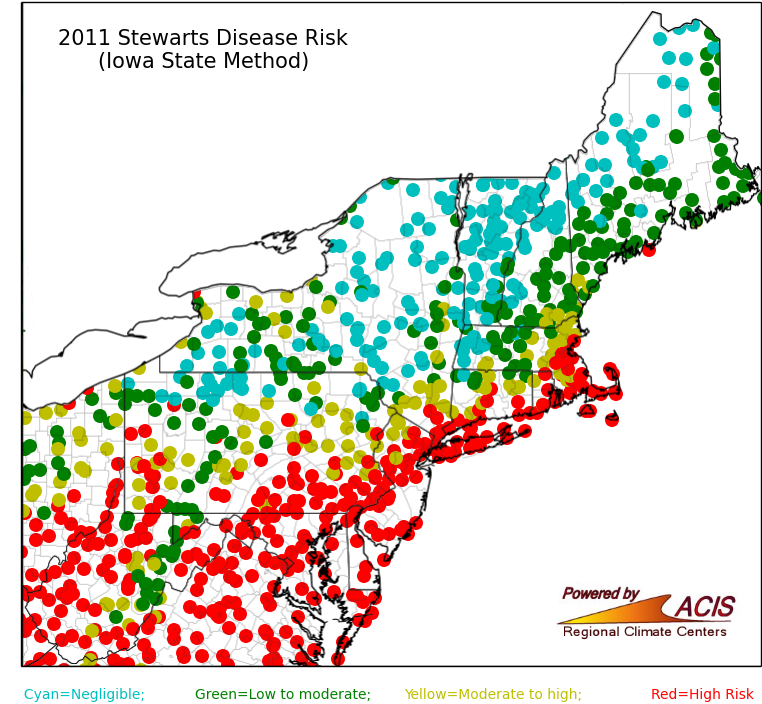 2011 Stewarts Disease Risk
(Iowa State Method)
Powered by
ACIS
Regional Climate Centers
Cyan=Negligible; Green=Low to moderate; Yellow=Moderate to high; Red=High Risk